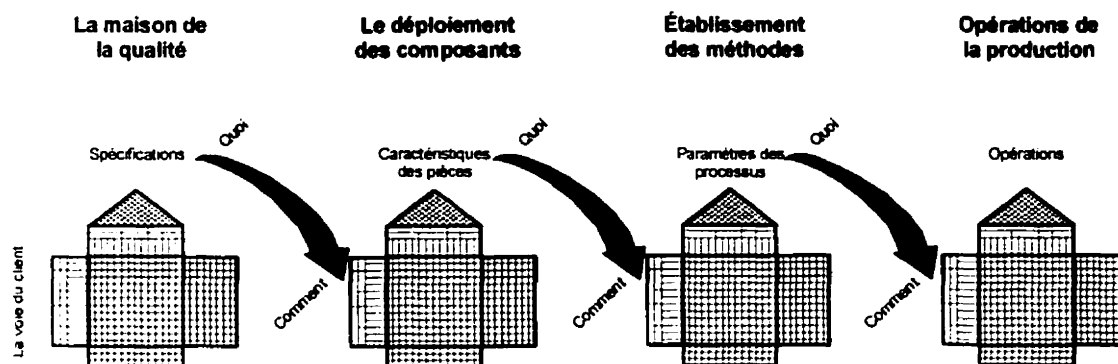 La maison de
la qualité
Le déploiement
des composants
Établissement
des méthodes
Opérations de
la production
Spécifications
Quoi
Caractéristiques
des pièces
Quoi
Paramètres des
processus
Quoi
Opérations
La voie du client
Comment
Comment
Comment